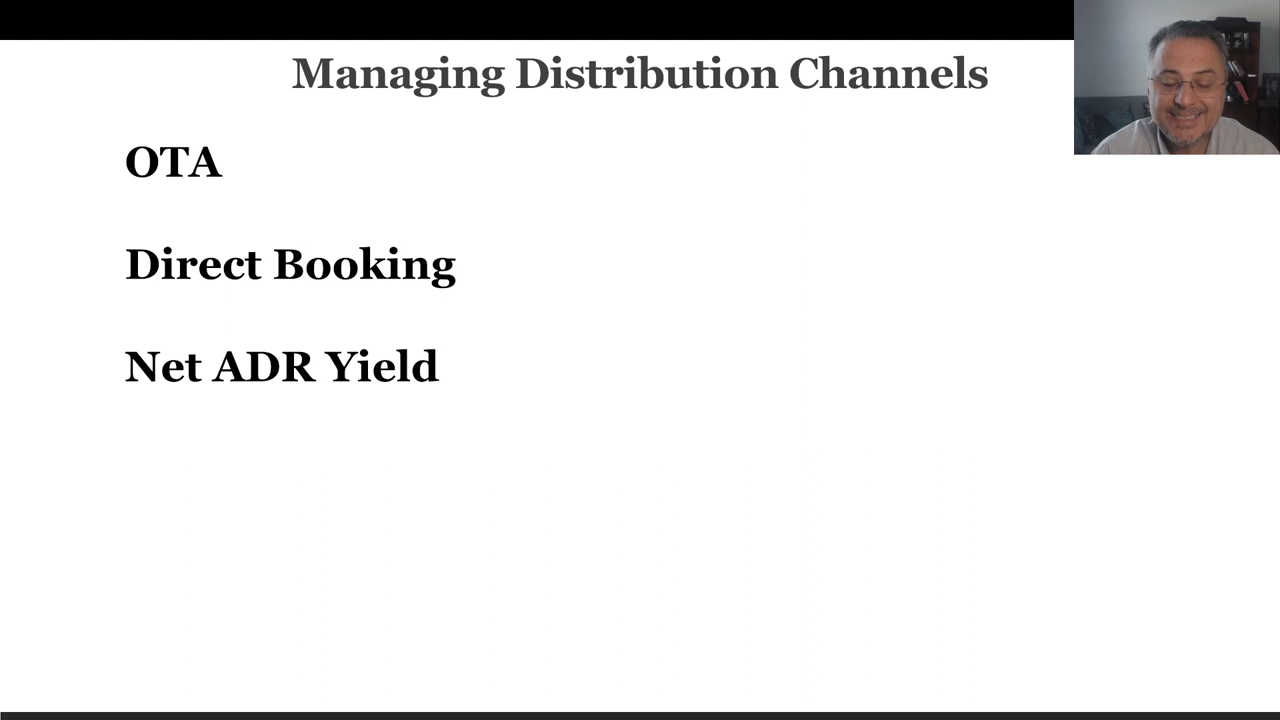 Managing Distribution Channels
OTA
Direct Booking
Net ADR Yield